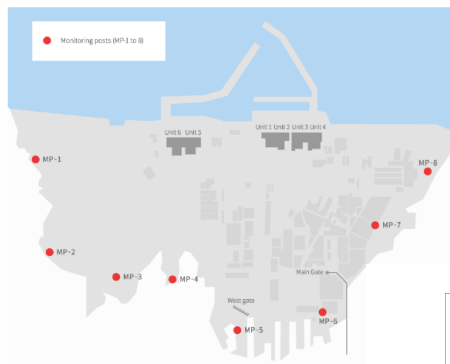 Monitoring posts (MP-1 to 8)
Unit 6 Unit 5
Unit 1 Unit 2 Unit 3 Unit 4
MP-1
MP-8
MP-7
MP-2
MP-3
MP-4
Main Gate
West gate
MP-6
MP-5